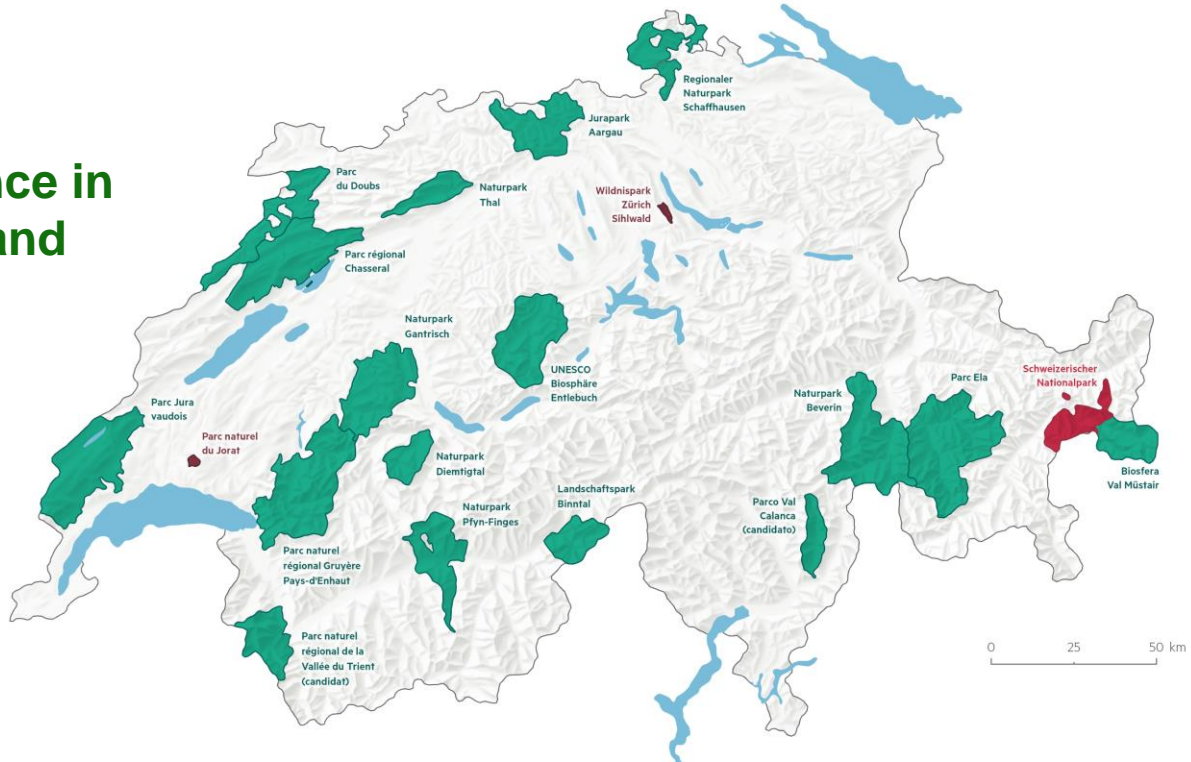 nce in
and
Regionaler
Naturpark
Schaffhausen
Jurapark
Aargau
Parc
du Doubs
Naturpark
Thal
Wildnispark
Zürich
Sihlwald
Parc régional
Chasseral
Naturpark
Gantrisch
UNESCO
Biosphäre
Entlebuch
Parc Ela
Schweizerischer
Nationalpark
Naturpark
Beverin
Parc Jura
vaudois
Parc naturel
du Jorat
Naturpark
Diemtigtal
Biosfera
Val Müstair
Landschaftspark
Binntal
Parco Val
Calanca
(candidato)
Naturpark
Pfyn-Finges
Parc naturel
régional Gruyère
Pays-d'Enhaut
Parc naturel
régional de la
Vallée du Trient
(candidat)
0 25 50 km